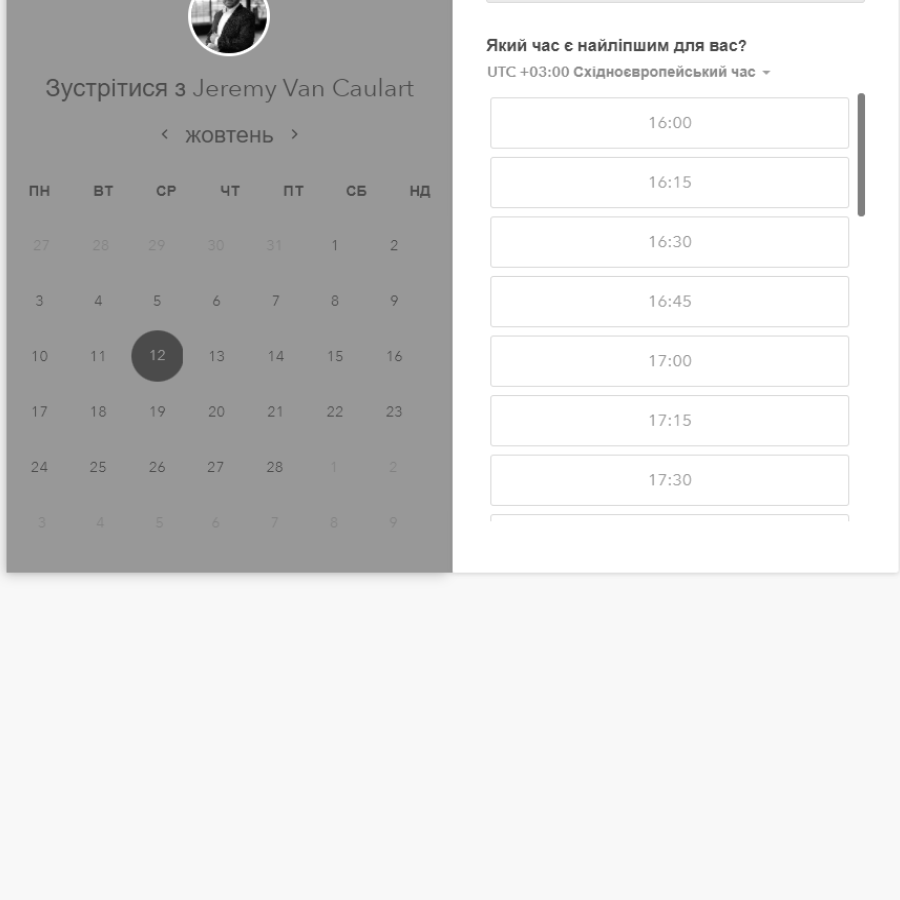 Зустрітися з Jeremy Van Caulart
жовтень
ПН ВТ СР ЧТ ПТ СБ НД
27 28 29 30 31 1 2
3 4 5 6 7 8 9
10 11 12 13 14 15 16
17 18 19 20 21 22 23
24 25 26 27 28 1 2
3 4 5 6 7 8 9
Який час є найліпшим для вас?
UTC +03:00 Східноєвропейський час
16:00
16:15
16:30
16:45
17:00
17:15
17:30